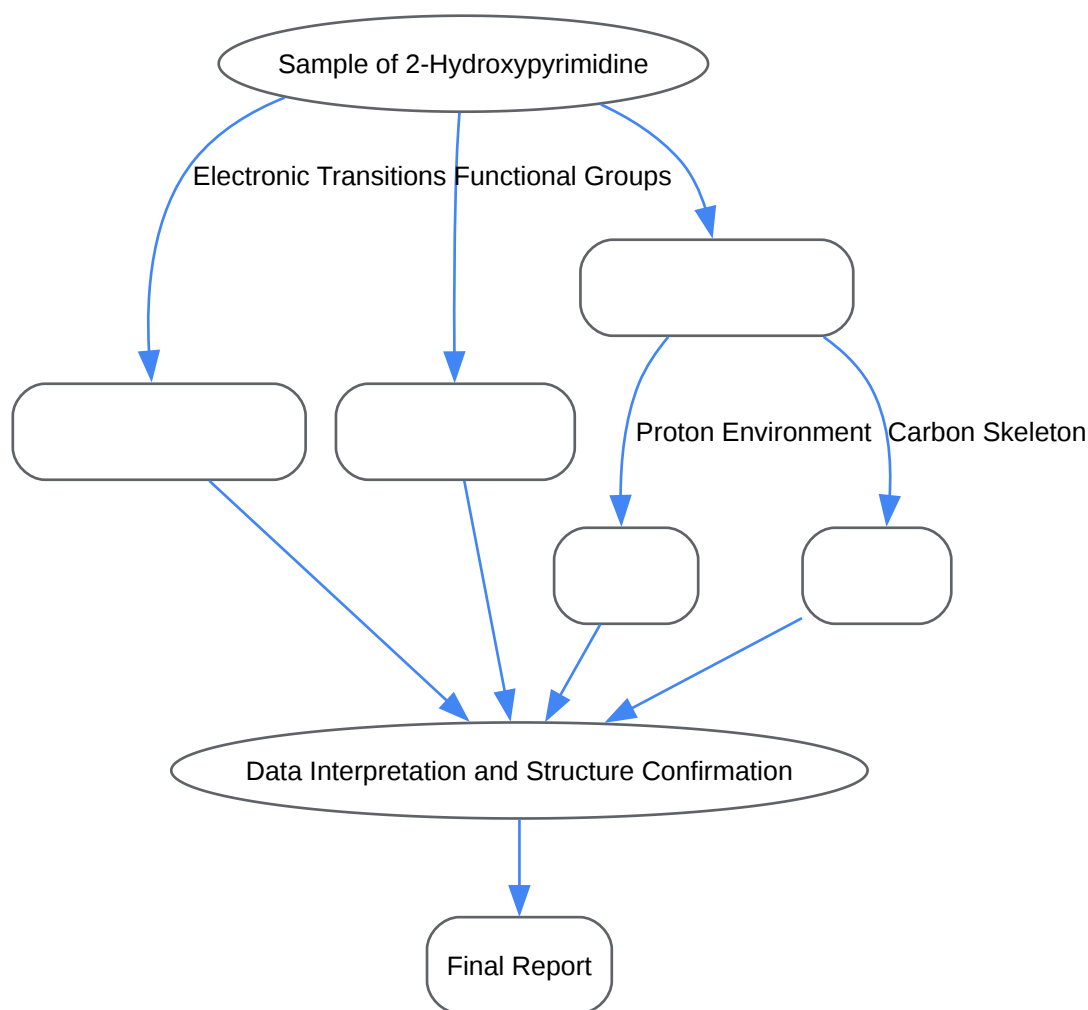 Sample of 2-Hydroxypyrimidine
Electronic Transitions
Functional Groups
Proton Environment
Carbon Skeleton
Data Interpretation and Structure Confirmation
Final Report